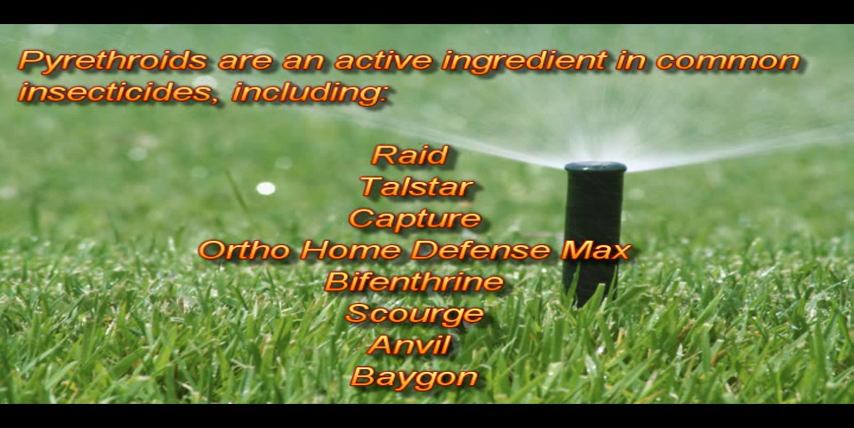 Pyrethroids are an active ingredient in common
insecticides, including:
Raid
Talstar
Capture
Ortho Home Defense Max
Bifenthrine
Scourge
Anvil
Baygon